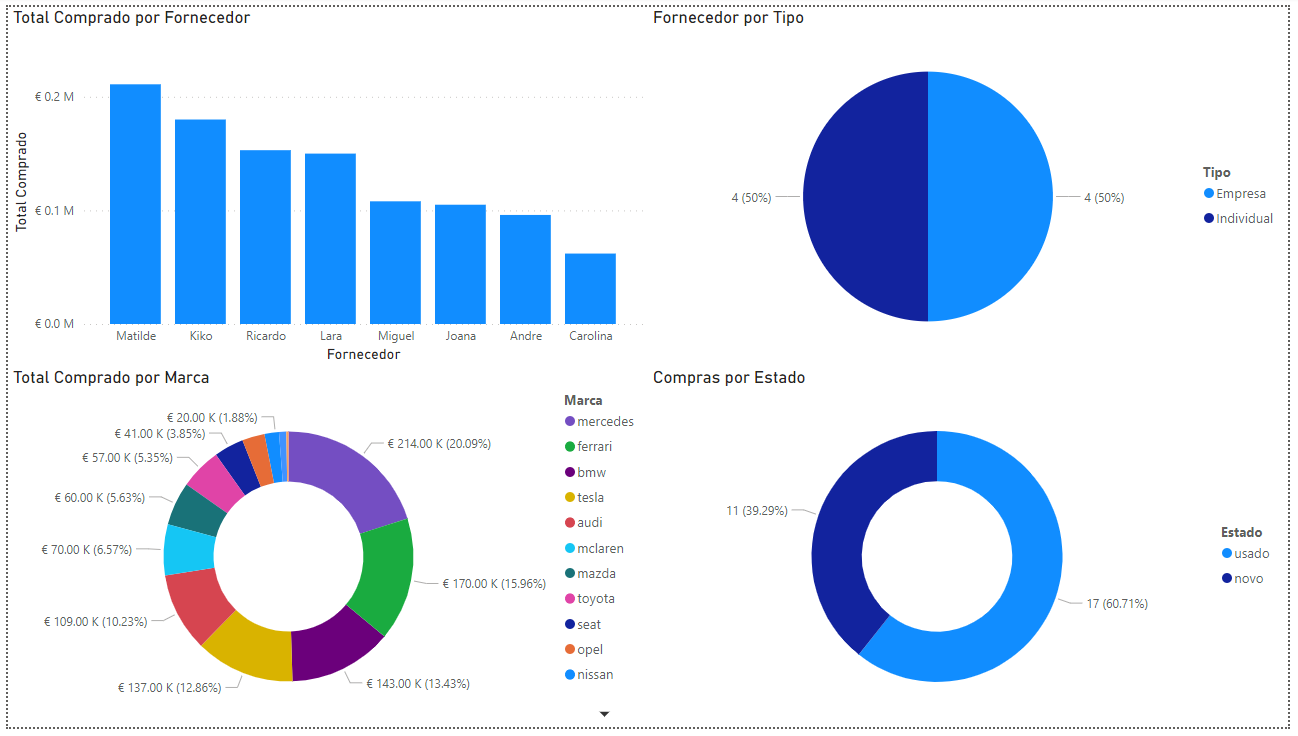 Total Comprado por Fornecedor
€ 0.2 M
€ 0.1 M
€ 0.0 M
Total Comprado
Matilde
Kiko
Ricardo
Lara
Miguel
Joana
Andre
Carolina
Fornecedor
Fornecedor por Tipo
4 (50%)
4 (50%)
Tipo
Empresa
Individual
Total Comprado por Marca
€ 20.00 K (1.88%)
€ 41.00 K (3.85%)
€ 57.00 K (5.35%)
€ 60.00 K (5.63%)
€ 70.00 K (6.57%)
€ 109.00 K (10.23%)
€ 137.00 K (12.86%)
€ 214.00 K (20.09%)
€ 170.00 K (15.96%)
€ 143.00 K (13.43%)
Marca
mercedes
ferrari
bmw
tesla
audi
mclaren
mazda
toyota
seat
opel
nissan
Compras por Estado
11 (39.29%)
17 (60.71%)
Estado
usado
novo